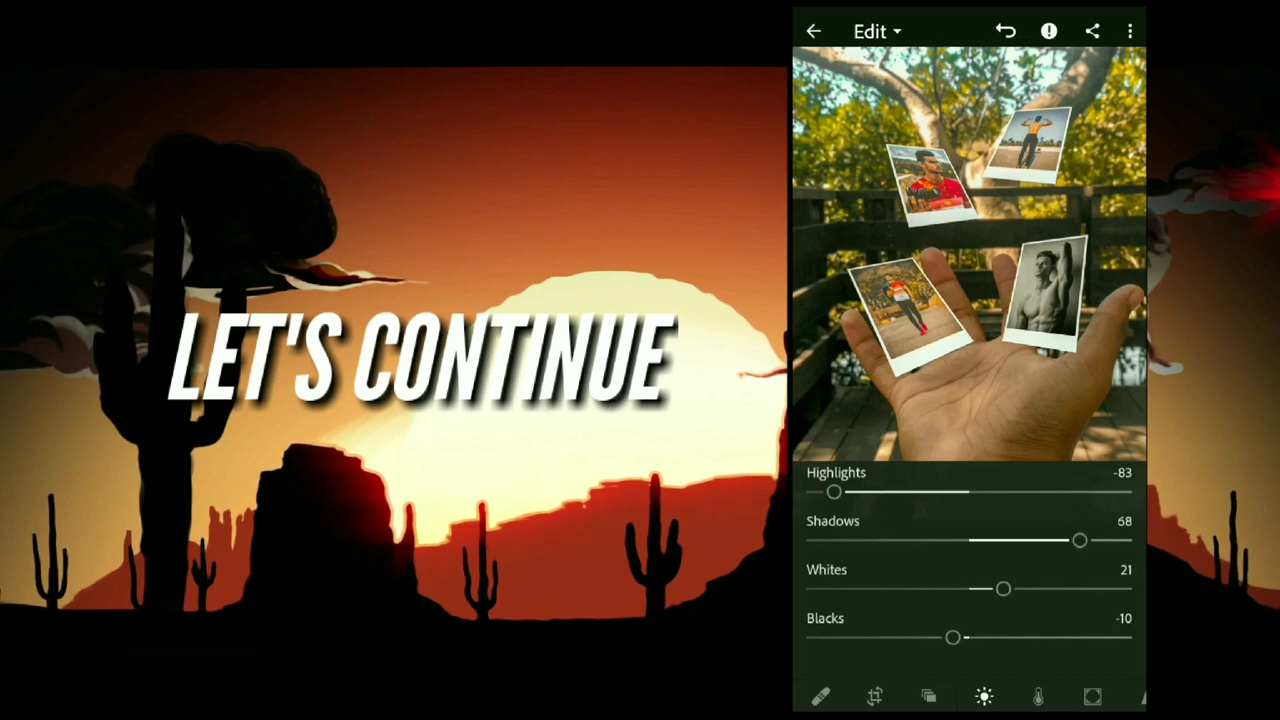 LET'S CONTINUE
Edit
Highlights -83
Shadows 68
Whites 21
Blacks -10